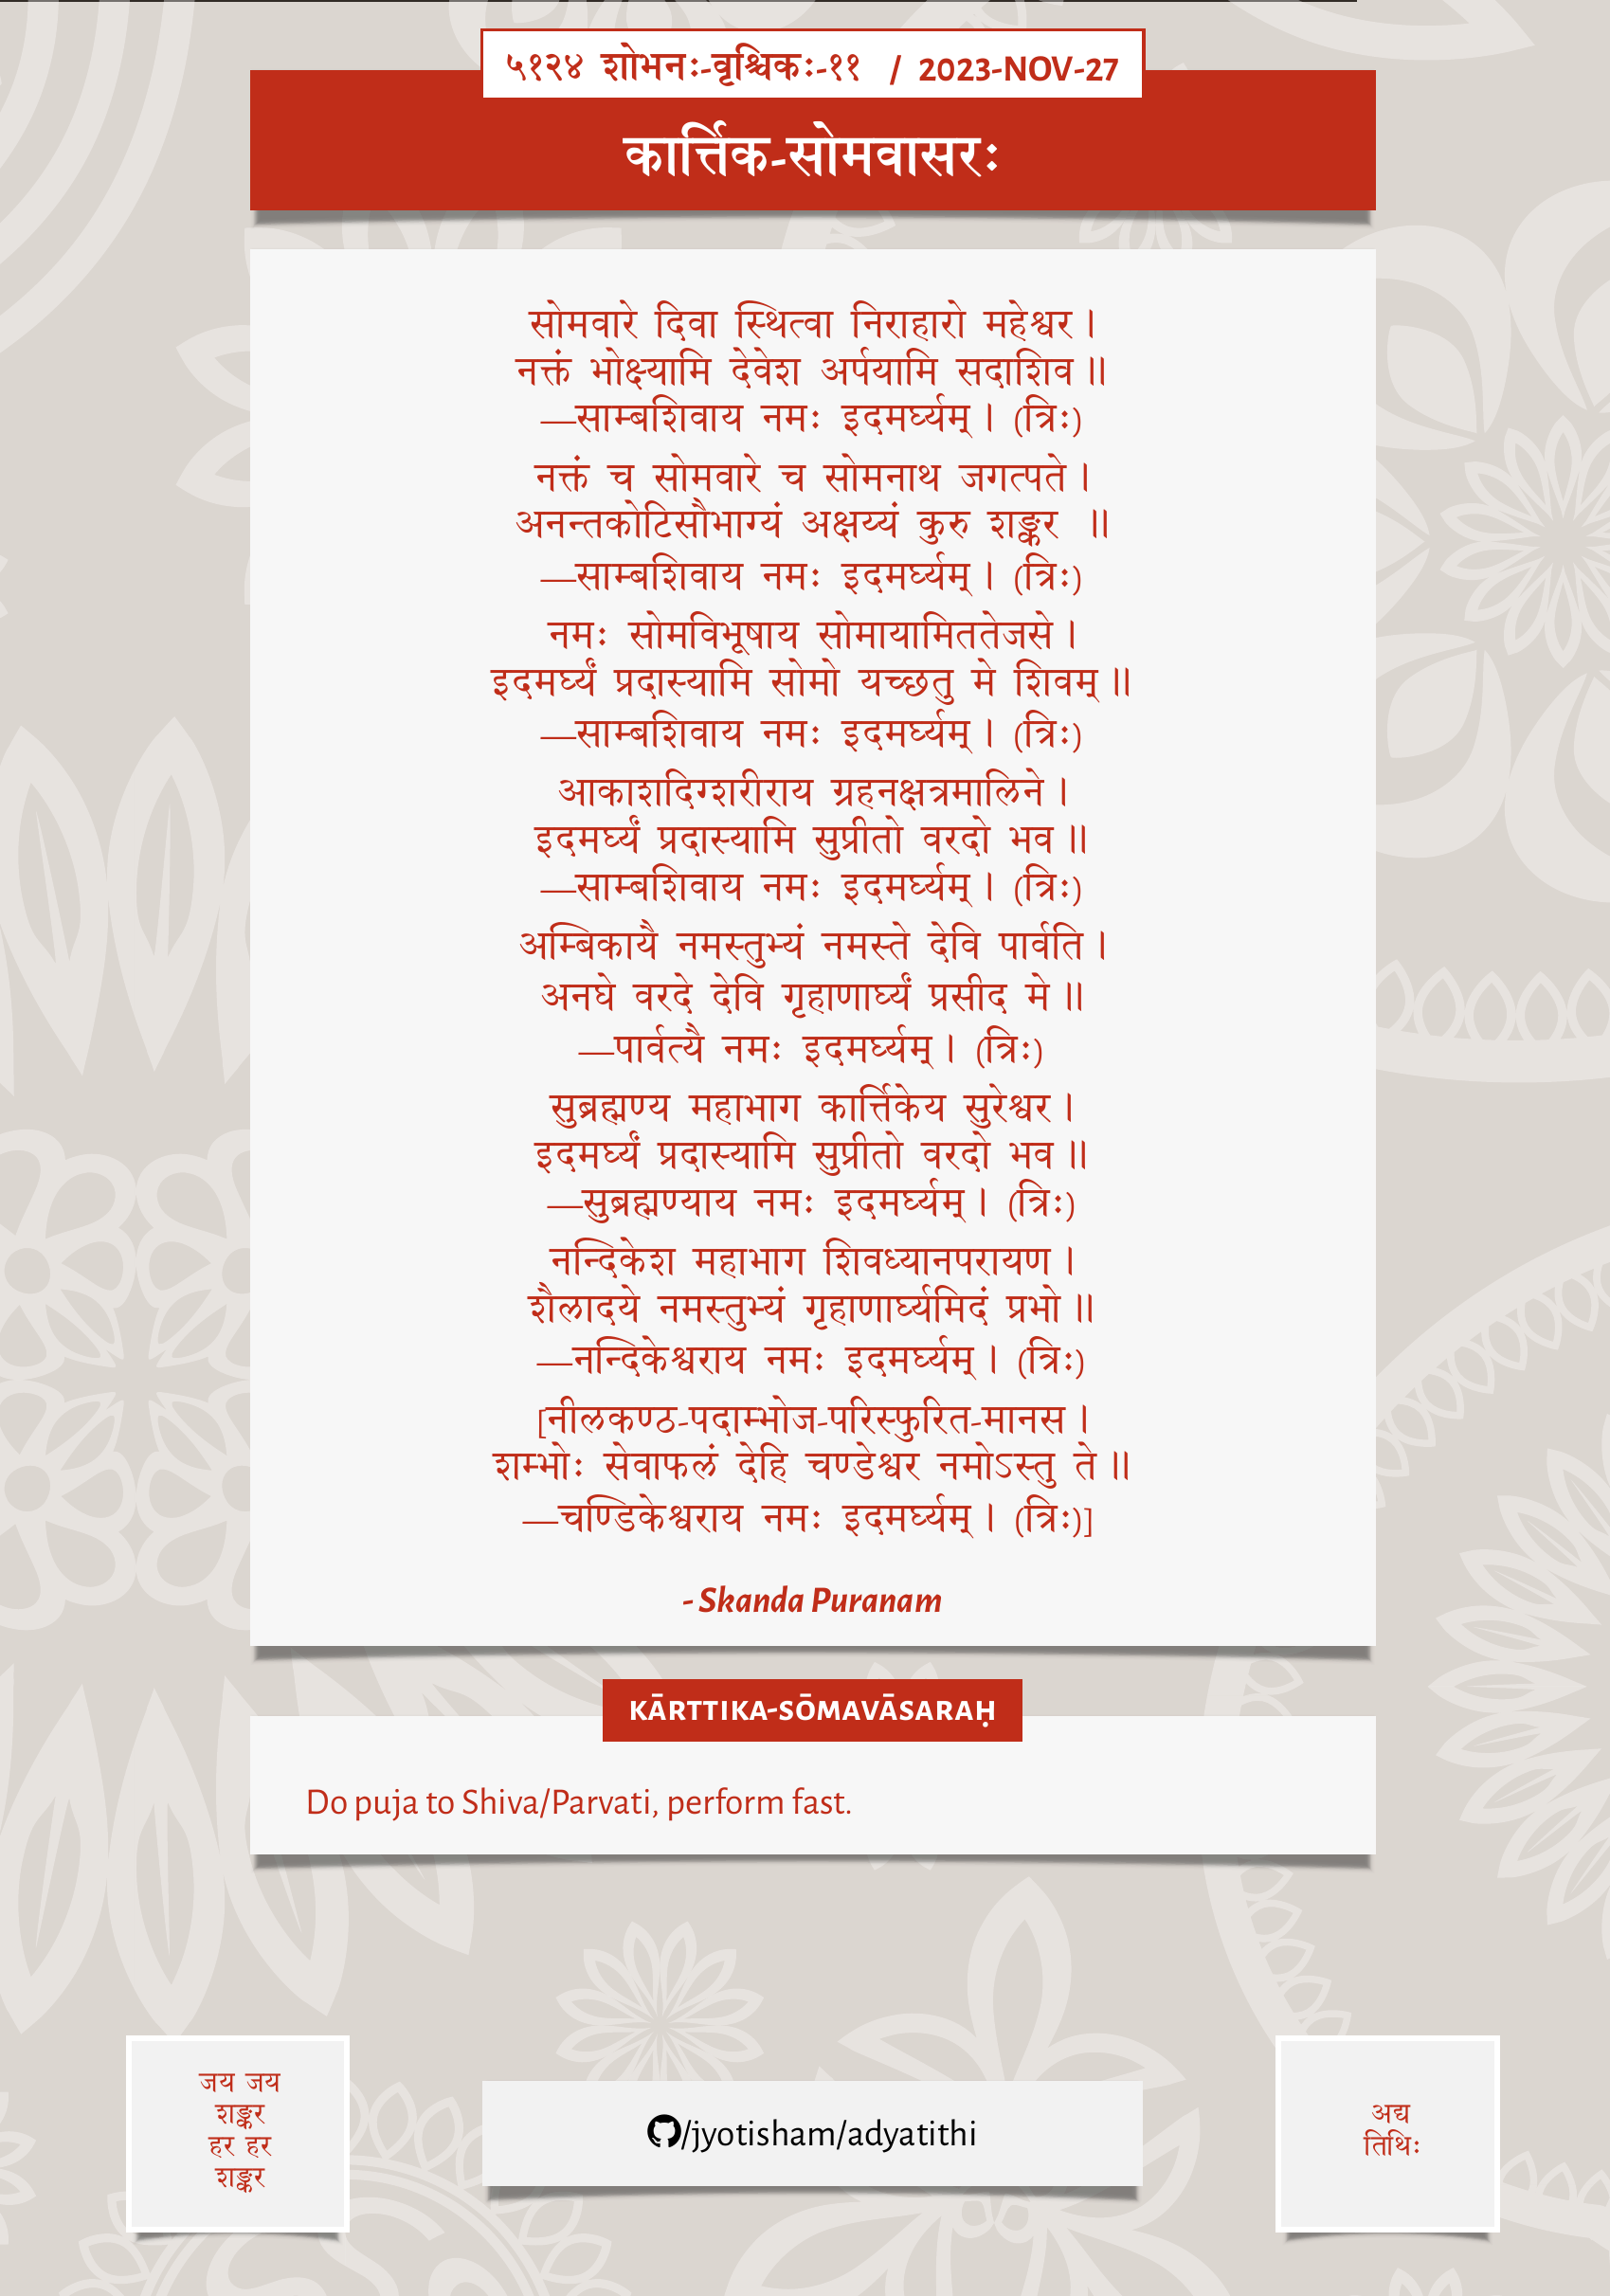 ५१२४ शोभनः-वृश्चिकः-११ / 2023-NOV-27
कार्त्तिक-सोमवासरः
सोमवारे दिवा स्थित्वा निराहारो महेश्वर।
नक्तं भोक्ष्यामि देवेश अर्पयामि सदाशिव॥
—साम्बशिवाय नमः इदमर्घ्यम्। (त्रिः)
नक्तं च सोमवारे च सोमनाथ जगत्पते।
अनन्तकोटिसौभाग्यं अक्षय्यं कुरु शङ्कर ॥
—साम्बशिवाय नमः इदमर्घ्यम्। (त्रिः)
नमः सोमविभूषाय सोमायामिततेजसे।
इदमर्घ्यं प्रदास्यामि सोमो यच्छतु मे शिवम्॥
—साम्बशिवाय नमः इदमर्घ्यम्। (त्रिः)
आकाशदिग्शरीराय ग्रहनक्षत्रमालिने।
इदमर्घ्यं प्रदास्यामि सुप्रीतो वरदो भव॥
—साम्बशिवाय नमः इदमर्घ्यम्। (त्रिः)
अम्बिकायै नमस्तुभ्यं नमस्ते देवि पार्वति।
अनघे वरदे देवि गृहाणार्घ्यं प्रसीद मे॥
—पार्वत्यै नमः इदमर्घ्यम्। (त्रिः)
सुब्रह्मण्य महाभाग कार्त्तिकेय सुरेश्वर।
इदमर्घ्यं प्रदास्यामि सुप्रीतो वरदो भव॥
—सुब्रह्मण्याय नमः इदमर्घ्यम्। (त्रिः)
नन्दिकेश महाभाग शिवध्यानपरायण।
शैलादये नमस्तुभ्यं गृहाणार्घ्यमिदं प्रभो॥
—नन्दिकेश्वराय नमः इदमर्घ्यम्। (त्रिः)
[नीलकण्ठ-पदाम्भोज-परिस्फुरित-मानस।
शम्भोः सेवाफलं देहि चण्डेश्वर नमोऽस्तु ते॥
—चण्डिकेश्वराय नमः इदमर्घ्यम्। (त्रिः)]
- Skanda Puranam
KĀRTTIKA-SŌMAVĀSARAḤ
Do puja to Shiva/Parvati, perform fast.
जय जय
शङ्कर
हर हर
शङ्कर
/jyotisham/adyatithi
अद्य
तिथिः